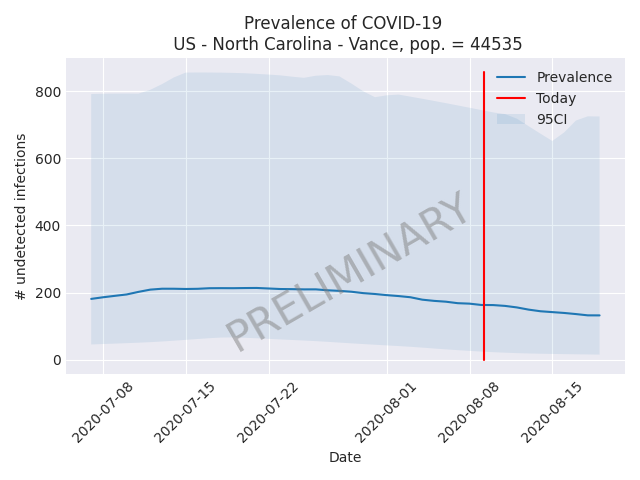 Prevalence of COVID-19
US - North Carolina - Vance, pop. = 44535
Prevalence
Today
95CI
800
600
400
200
0
# undetected infections
PRELIMINARY
2020-07-08
2020-07-15
2020-07-22
2020-08-01
2020-08-08
2020-08-15
Date